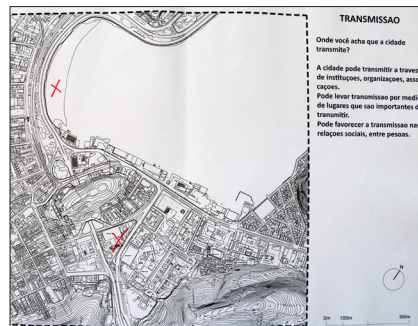 TRANSMISSAO
Onde você acha que a cidade
transmite?
A cidade pode transmitir a traves
de instituçoes, organizaçoes, asso
caçoes.
Pode levar transmissao por medi
de lugares que sao importantes d
transmitir.
Pode favorecer a transmissao nas
relaçoes sociais, entre pesoas.
N
0m 100m 500m